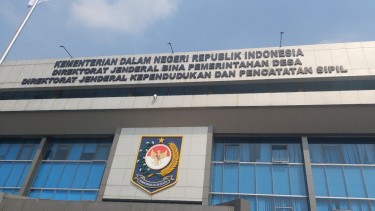 KEMENTERIAN DALAM NEGERI REPUBLIK INDONESIA
DIREKTORAT JENDERAL BINA PEMERINTAHAN DESA
DIREKTORAT JENDERAL KEPENDUDUKAN DAN PENCATATAN SIPIL